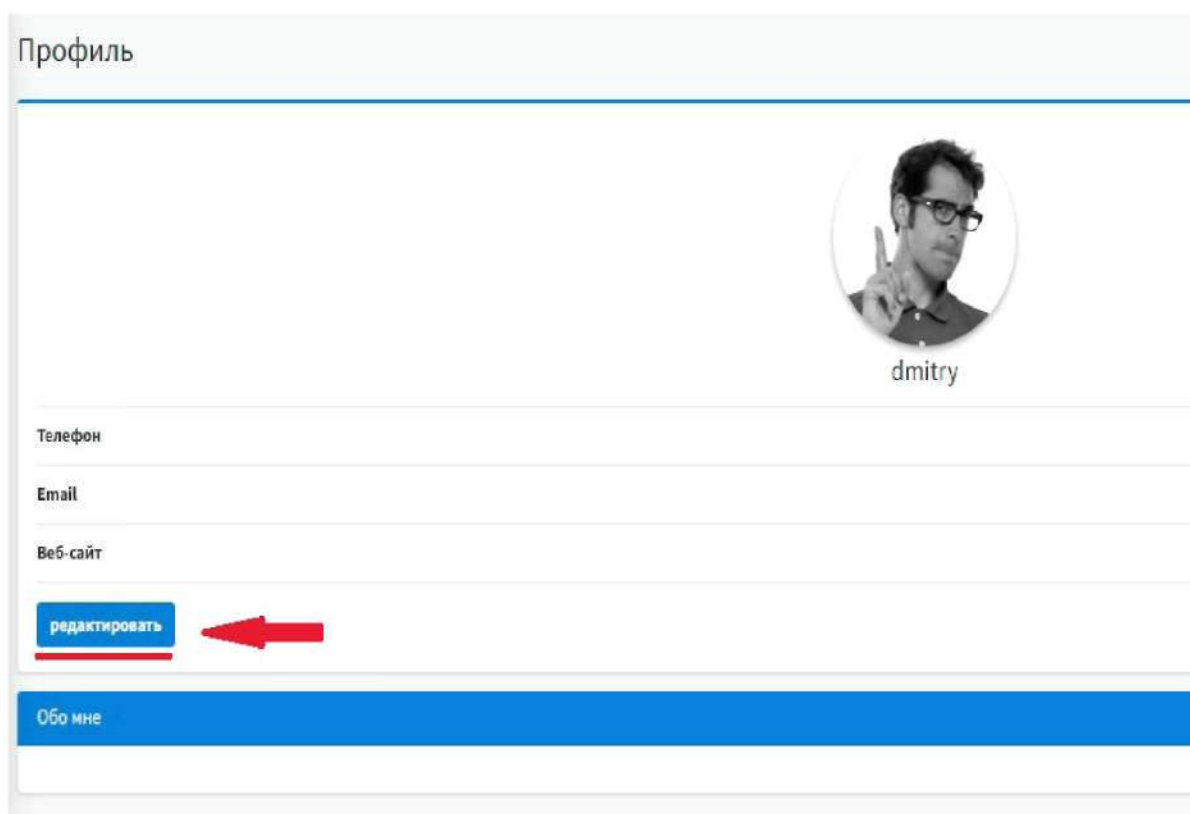 Профиль
dmitry
Телефон
Email
Веб-сайт
редактировать
Обо мне